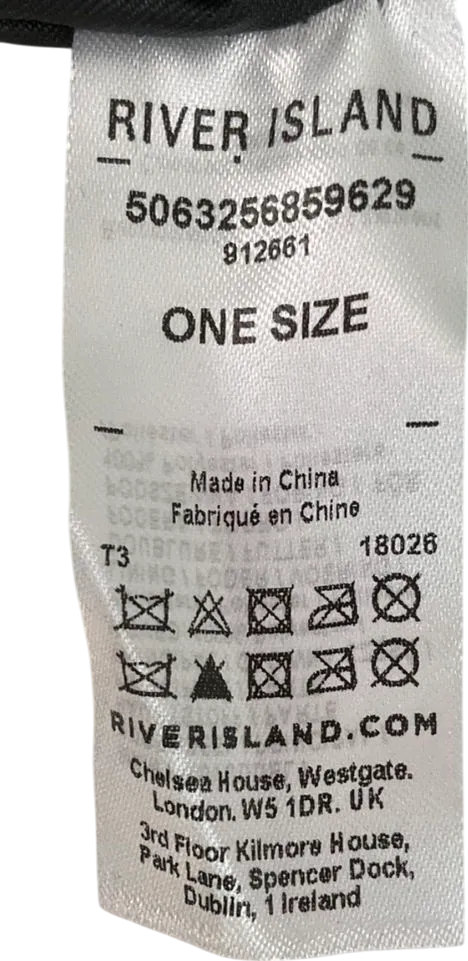 RIVER ISLAND
5063256859629
912661
ONE SIZE
Made in China
Fabriqué en Chine
T3 18026
RIVERISLAND.COM
Chelsea House, Westgate.
London. W5 1DR. UK
3rd Floor Kilmore House,
Park Lane, Spencer Dock,
Dublin, 1 Ireland